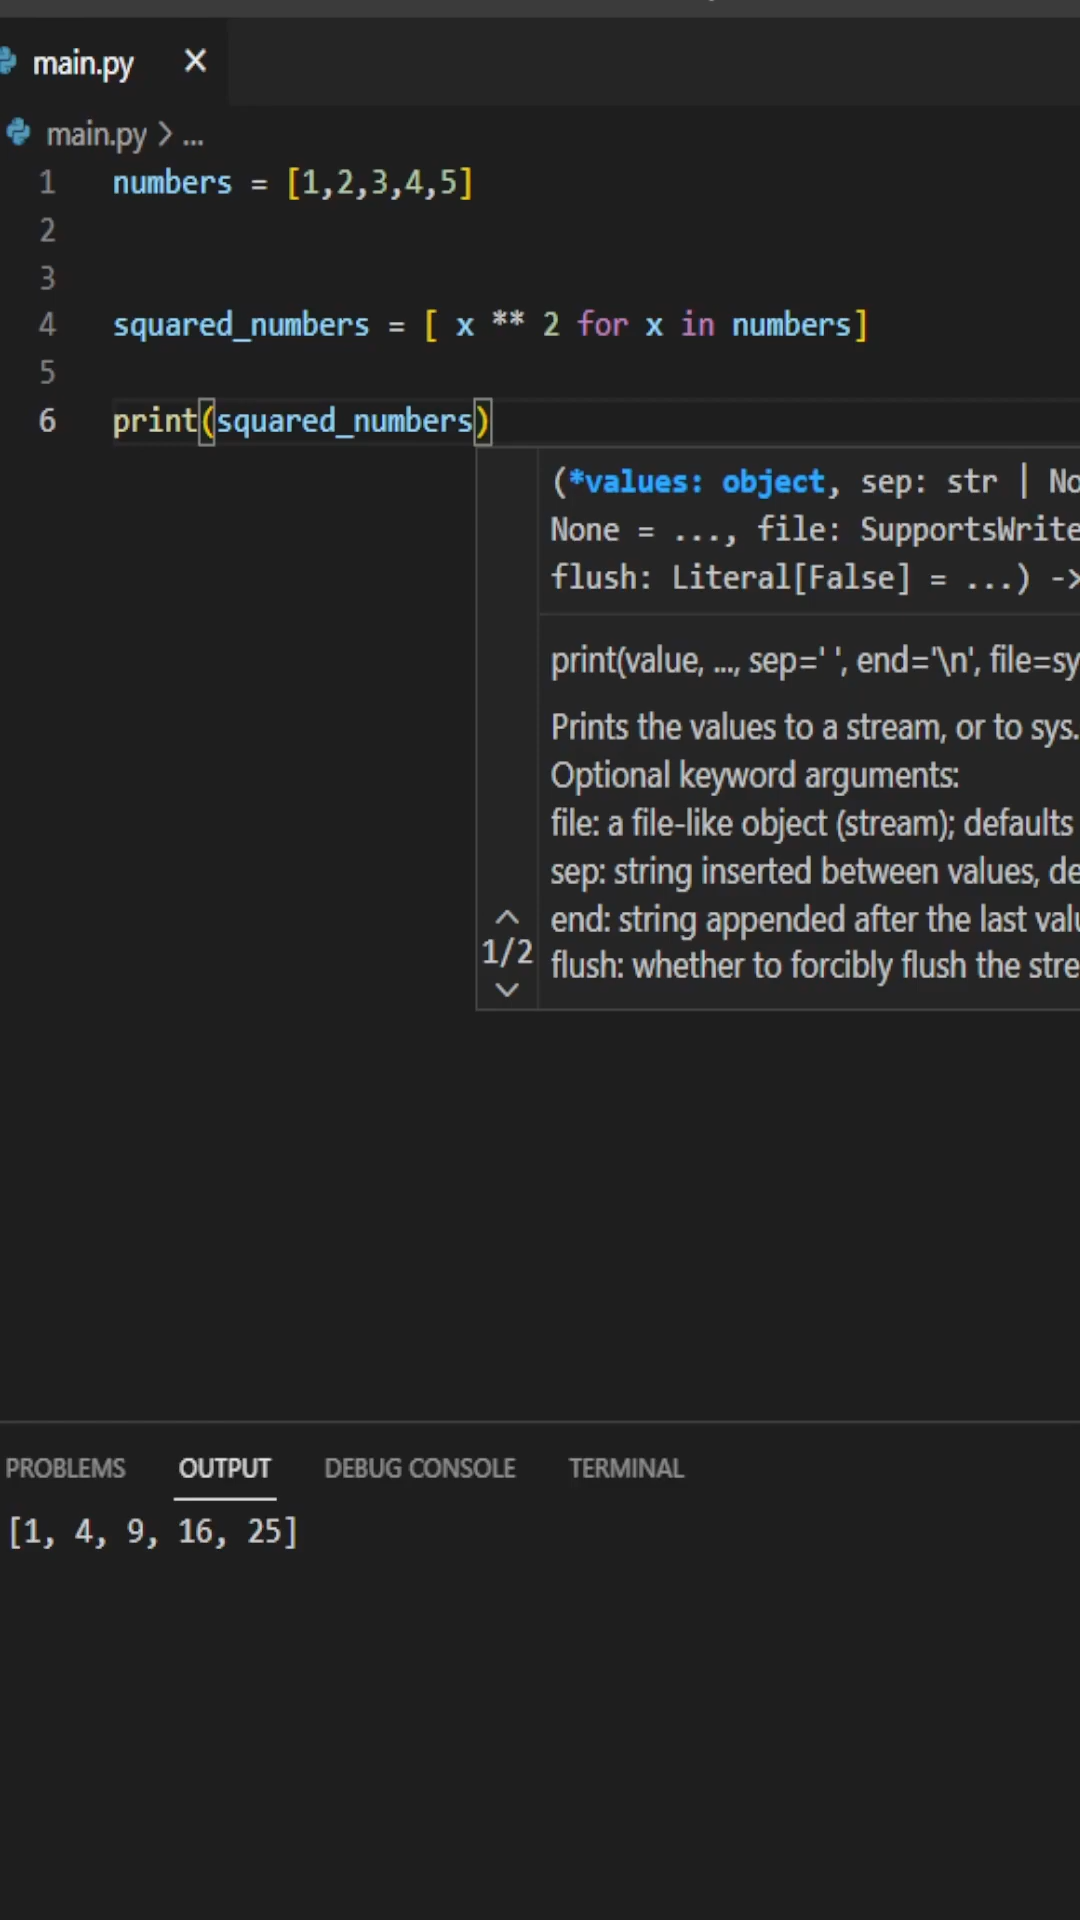 main.py
main.py > ...
1 numbers = [1,2,3,4,5]
2
3
4 squared_numbers = [ x ** 2 for x in numbers]
5
6 print(squared_numbers)
(*values: object, sep: str | No
None = ..., file: SupportsWrite
flush: Literal[False] = ...) ->
print(value, ..., sep=' ', end='\n', file=sy
Prints the values to a stream, or to sys.
Optional keyword arguments:
file: a file-like object (stream); defaults
sep: string inserted between values, de
end: string appended after the last valu
1/2
flush: whether to forcibly flush the stre
PROBLEMS OUTPUT DEBUG CONSOLE TERMINAL
[1, 4, 9, 16, 25]